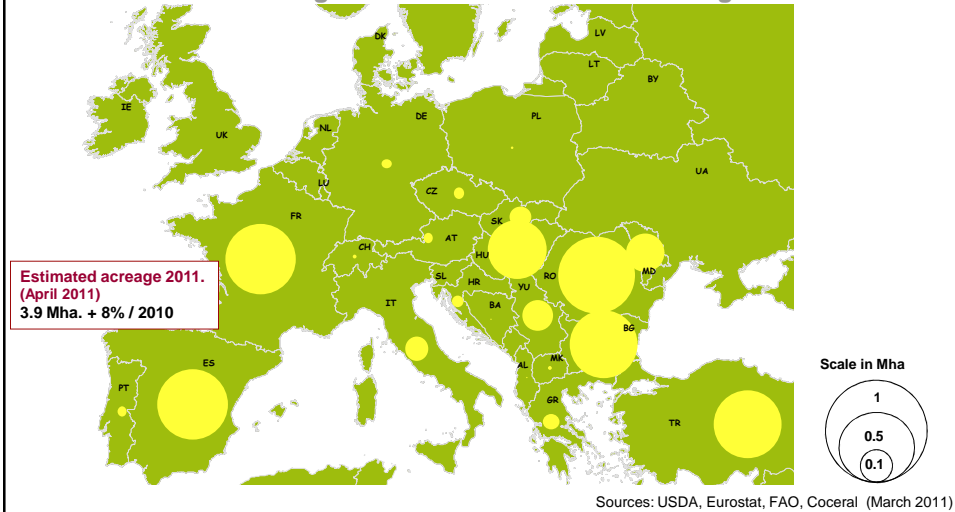 DK
LV
LT
BY
IE
UK
NL
DE
PL
UA
LU
CZ
FR
SK
AT
CH
HU
MD
RO
SL
HR
YU
IT
BA
BG
Estimated acreage 2011.
(April 2011)
3.9 Mha. + 8% / 2010
ES
PT
AL
MK
GR
TR
Scale in Mha
1
0.5
0.1
Sources: USDA, Eurostat, FAO, Coceral (March 2011)